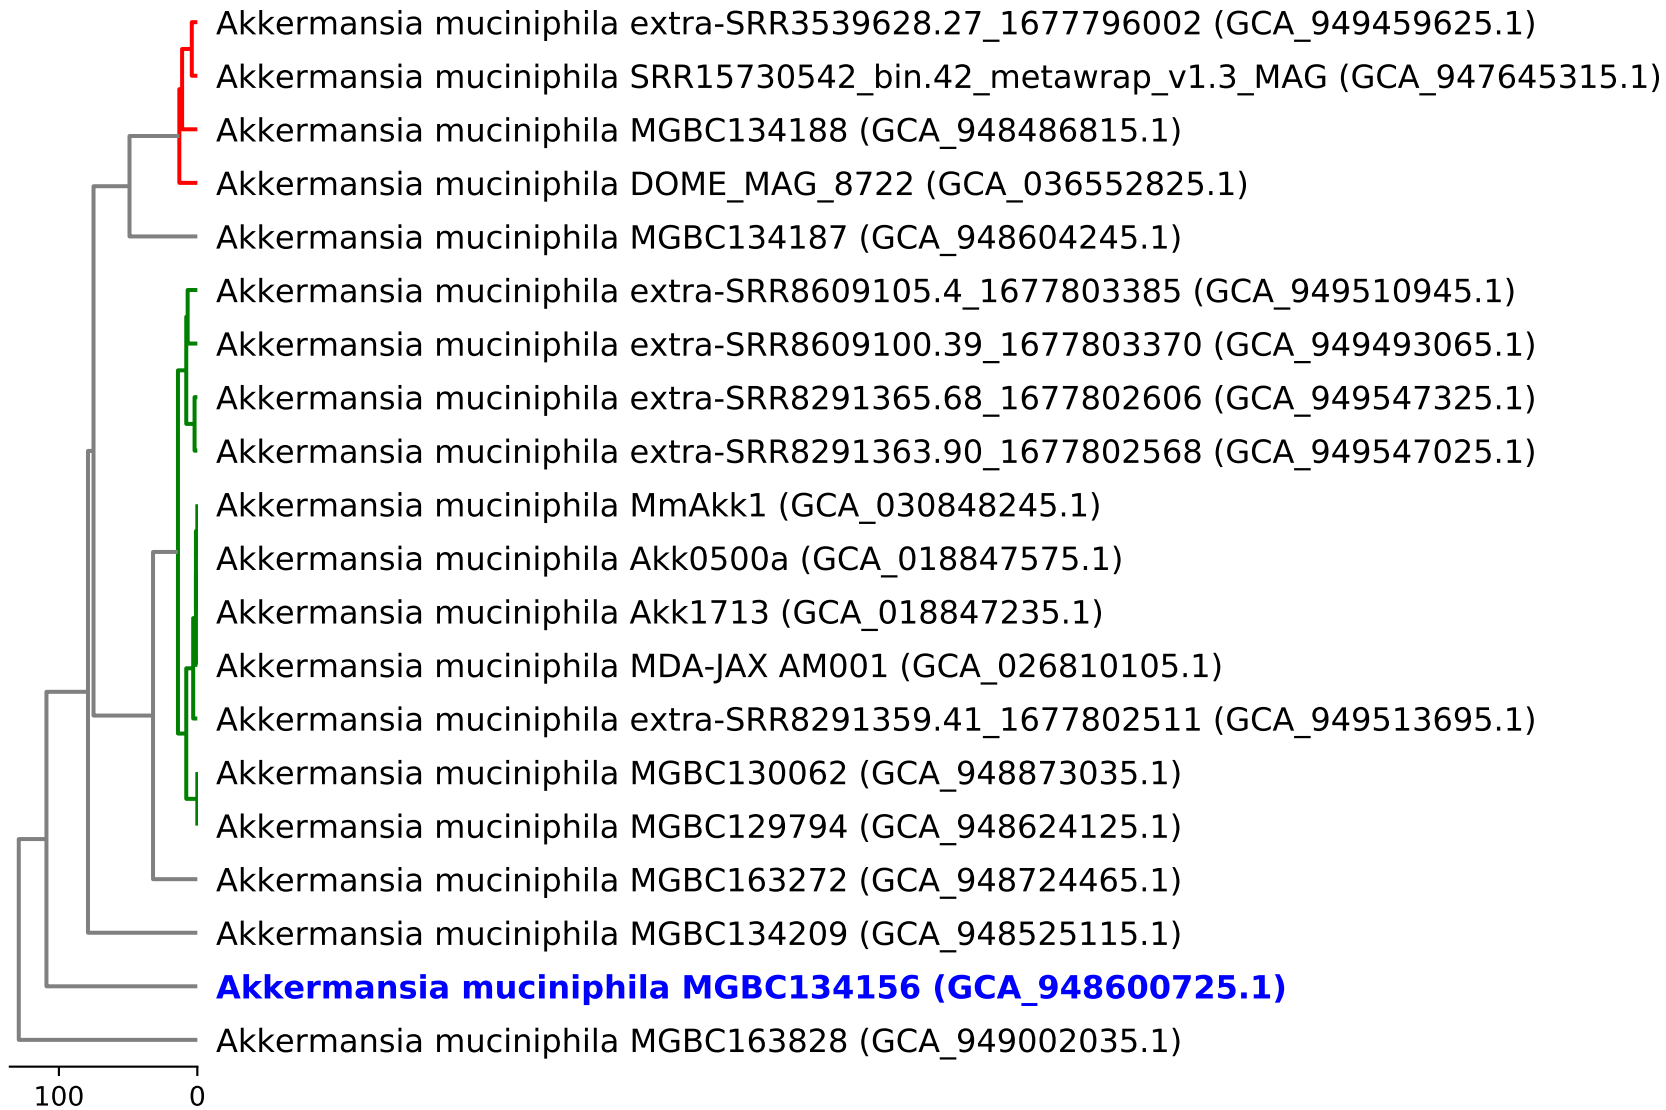 Akkermansia muciniphila extra-SRR3539628.27_1677796002 (GCA_949459625.1)
Akkermansia muciniphila SRR15730542_bin.42_metawrap_v1.3_MAG (GCA_947645315.1)
Akkermansia muciniphila MGBC134188 (GCA_948486815.1)
Akkermansia muciniphila DOME_MAG_8722 (GCA_036552825.1)
Akkermansia muciniphila MGBC134187 (GCA_948604245.1)
Akkermansia muciniphila extra-SRR8609105.4_1677803385 (GCA_949510945.1)
Akkermansia muciniphila extra-SRR8609100.39_1677803370 (GCA_949493065.1)
Akkermansia muciniphila extra-SRR8291365.68_1677802606 (GCA_949547325.1)
Akkermansia muciniphila extra-SRR8291363.90_1677802568 (GCA_949547025.1)
Akkermansia muciniphila MmAkk1 (GCA_030848245.1)
Akkermansia muciniphila Akk0500a (GCA_018847575.1)
Akkermansia muciniphila Akk1713 (GCA_018847235.1)
Akkermansia muciniphila MDA-JAX AM001 (GCA_026810105.1)
Akkermansia muciniphila extra-SRR8291359.41_1677802511 (GCA_949513695.1)
Akkermansia muciniphila MGBC130062 (GCA_948873035.1)
Akkermansia muciniphila MGBC129794 (GCA_948624125.1)
Akkermansia muciniphila MGBC163272 (GCA_948724465.1)
Akkermansia muciniphila MGBC134209 (GCA_948525115.1)
Akkermansia muciniphila MGBC134156 (GCA_948600725.1)
Akkermansia muciniphila MGBC163828 (GCA_949002035.1)
100 0